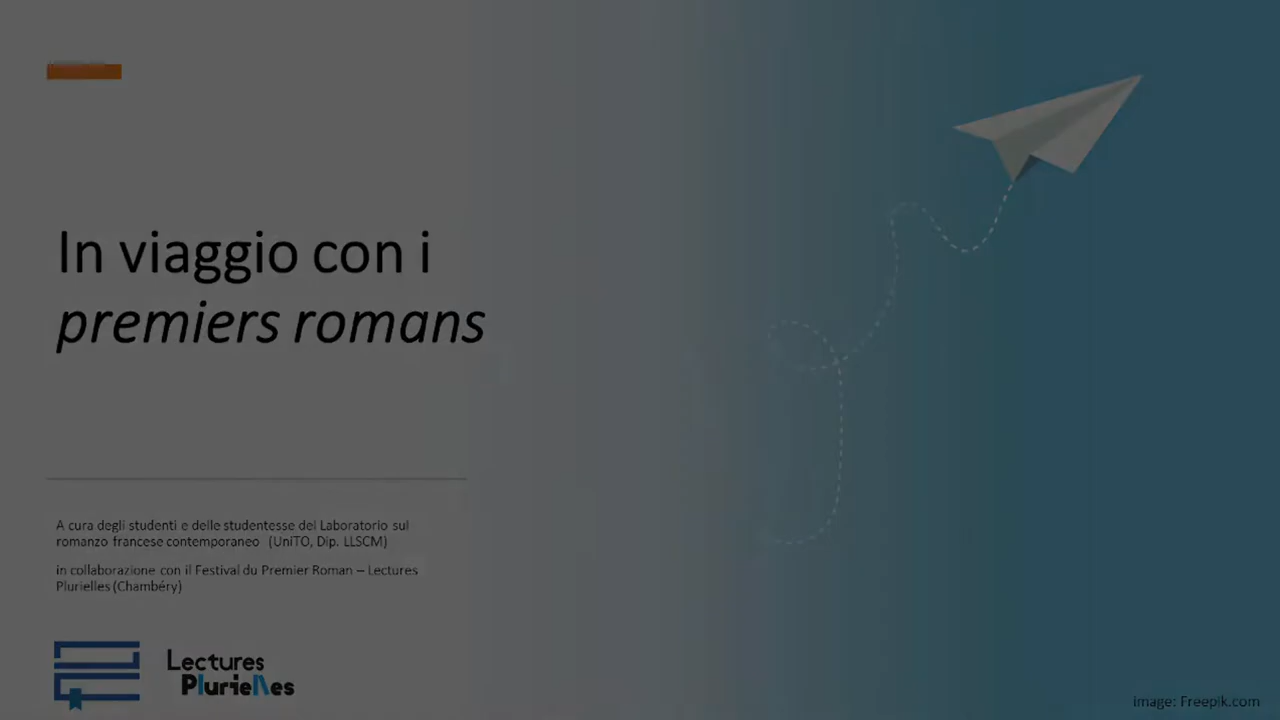 In viaggio con i
premiers romans
A cura degli studenti e delle studentesse del Laboratorio sul
romanzo francese contemporaneo (UniTO, Dip. LLSCM)
in collaborazione con il Festival du Premier Roman – Lectures
Plurielles (Chambéry)
Lectures
Plurielles
image: Freepik.com